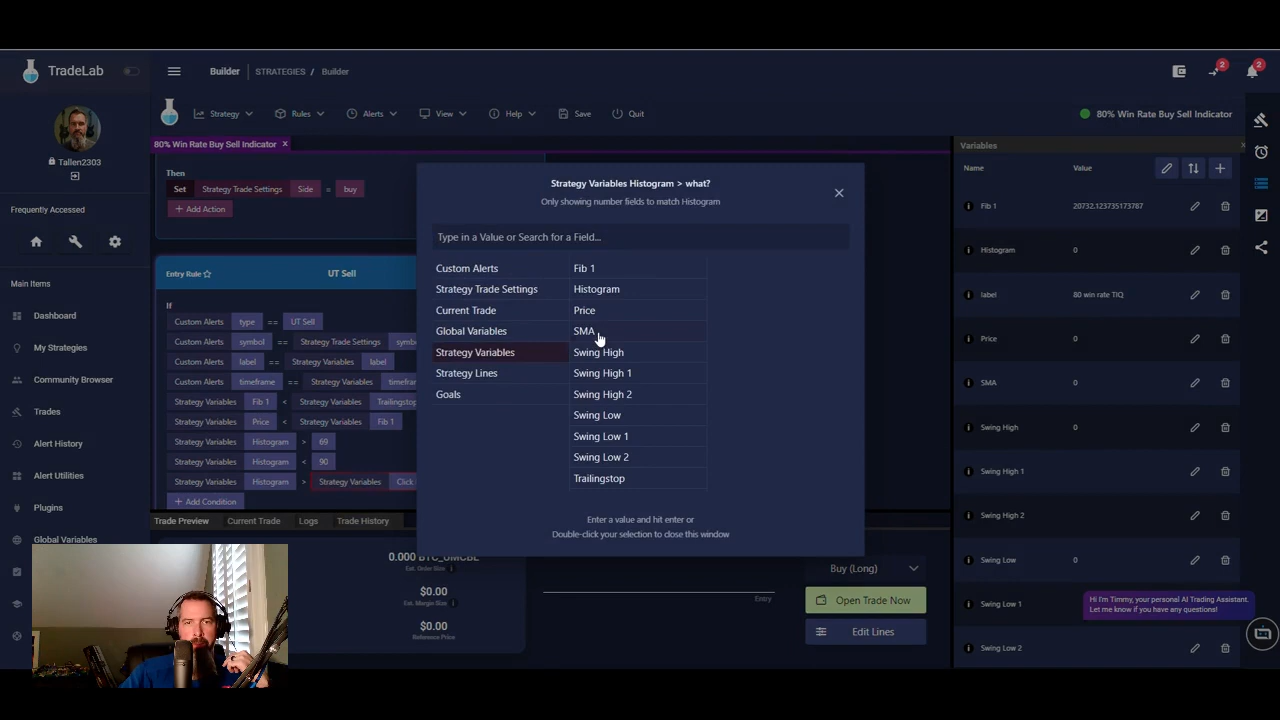 TradeLab
Builder
STRATEGIES / Builder
2
2
Strategy
Rules
Alerts
View
Help
Save
Quit
80% Win Rate Buy Sell Indicator
Tallen2303
Frequently Accessed
Main Items
Dashboard
My Strategies
Community Browser
Trades
Alert History
Alert Utilities
Plugins
Global Variables
80% Win Rate Buy Sell Indicator ×
Then
Set Strategy Trade Settings Side = buy
+ Add Action
Entry Rule UT Sell
If
Custom Alerts type == UT Sell
Custom Alerts symbol == Strategy Trade Settings
Custom Alerts label == Strategy Variables label
Custom Alerts timeframe == Strategy Variables
Strategy Variables Fib 1 < Strategy Variables
Strategy Variables Price < Strategy Variables Fib 1
Strategy Variables Histogram > 69
Strategy Variables Histogram < 90
Strategy Variables Histogram > Strategy Variables Click
+ Add Condition
Trade Preview Current Trade Logs Trade History
Est. Order Size
$0.00
Est. Margin Size
$0.00
Reference Price
Entry
Buy (Long)
Open Trade Now
Edit Lines
Strategy Variables Histogram > what?
Only showing number fields to match Histogram
Type in a Value or Search for a Field...
Custom Alerts
Strategy Trade Settings
Current Trade
Global Variables
Strategy Variables
Strategy Lines
Goals
Fib 1
Histogram
Price
SMA
Swing High
Swing High 1
Swing High 2
Swing Low
Swing Low 1
Swing Low 2
Trailingstop
Enter a value and hit enter or
Double-click your selection to close this window
Variables
Name Value
Fib 1 20732.123735173787
Histogram 0
label 80 win rate TIQ
Price 0
SMA 0
Swing High 0
Swing High 1
Swing High 2
Swing Low 0
Swing Low 1
Swing Low 2
Hi I'm Timmy, your personal AI Trading Assistant.
Let me know if you have any questions!